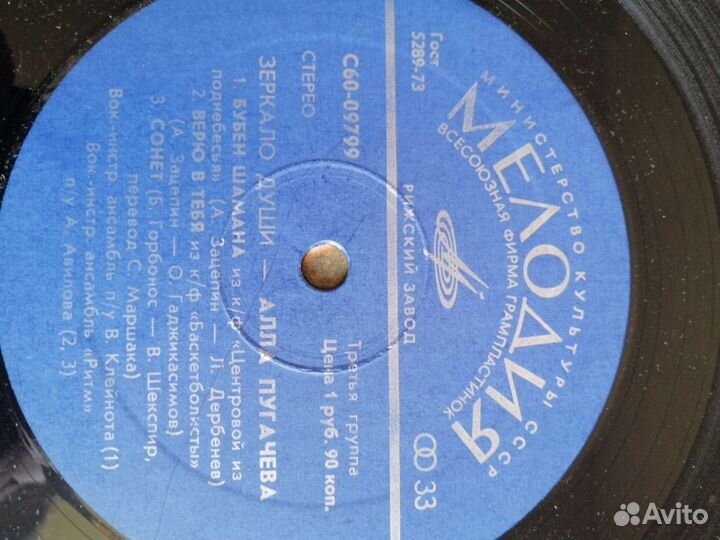 МИНИСТЕРСТВО КУЛЬТУРЫ СССР
МЕЛОДИЯ
ВСЕСОЮЗНАЯ ФИРМА ГРАМПЛАСТИНОК
Гост
5289-73
РИЖСКИЙ ЗАВОД
33
С60-09799
СТЕРЕО
Третья группа
Цена 1 руб. 90 коп.
ЗЕРКАЛО ДУШИ — АЛЛА ПУГАЧЕВА
1. БУБЕН ШАМАНА из к/ф «Центровой из
поднебесья» (А. Зацепин — Л. Дербенев)
2. ВЕРЮ В ТЕБЯ из к/ф «Баскетболисты»
(А. Зацепин — О. Гаджикасимов)
3. СОНЕТ (Б. Горбонос — В. Шекспир,
перевод С. Маршака)
Вок.-инстр. ансамбль п/у В. Клейнота (1)
Вок.-инстр. ансамбль «Ритм»
п/у А. Авилова (2, 3)
Avito